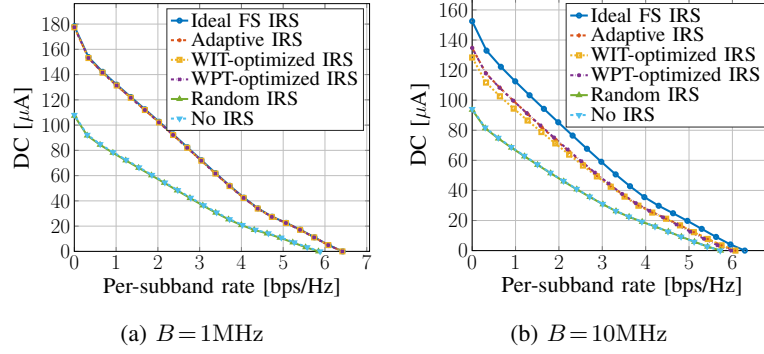 180
160
140
120
100
80
60
40
20
0
DC [μA]
Ideal FS IRS
Adaptive IRS
WIT-optimized IRS
WPT-optimized IRS
Random IRS
No IRS
0 1 2 3 4 5 6 7
Per-subband rate [bps/Hz]
(a) B = 1MHz
160
140
120
100
80
60
40
20
0
DC [μA]
Ideal FS IRS
Adaptive IRS
WIT-optimized IRS
WPT-optimized IRS
Random IRS
No IRS
0 1 2 3 4 5 6
Per-subband rate [bps/Hz]
(b) B = 10MHz